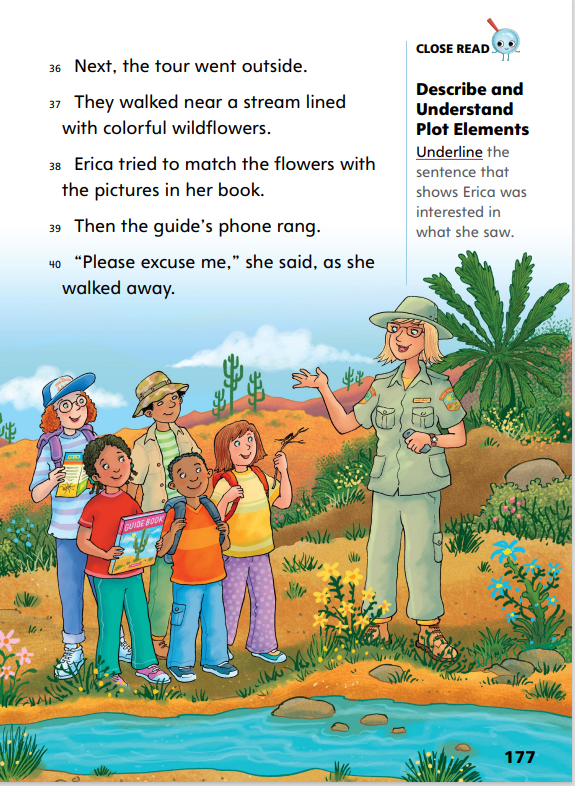 36 Next, the tour went outside.
37 They walked near a stream lined
with colorful wildflowers.
38 Erica tried to match the flowers with
the pictures in her book.
39 Then the guide’s phone rang.
40 “Please excuse me,” she said, as she
walked away.
CLOSE READ
Describe and
Understand
Plot Elements
Underline the
sentence that
shows Erica was
interested in
what she saw.
GUIDE BOOK
177